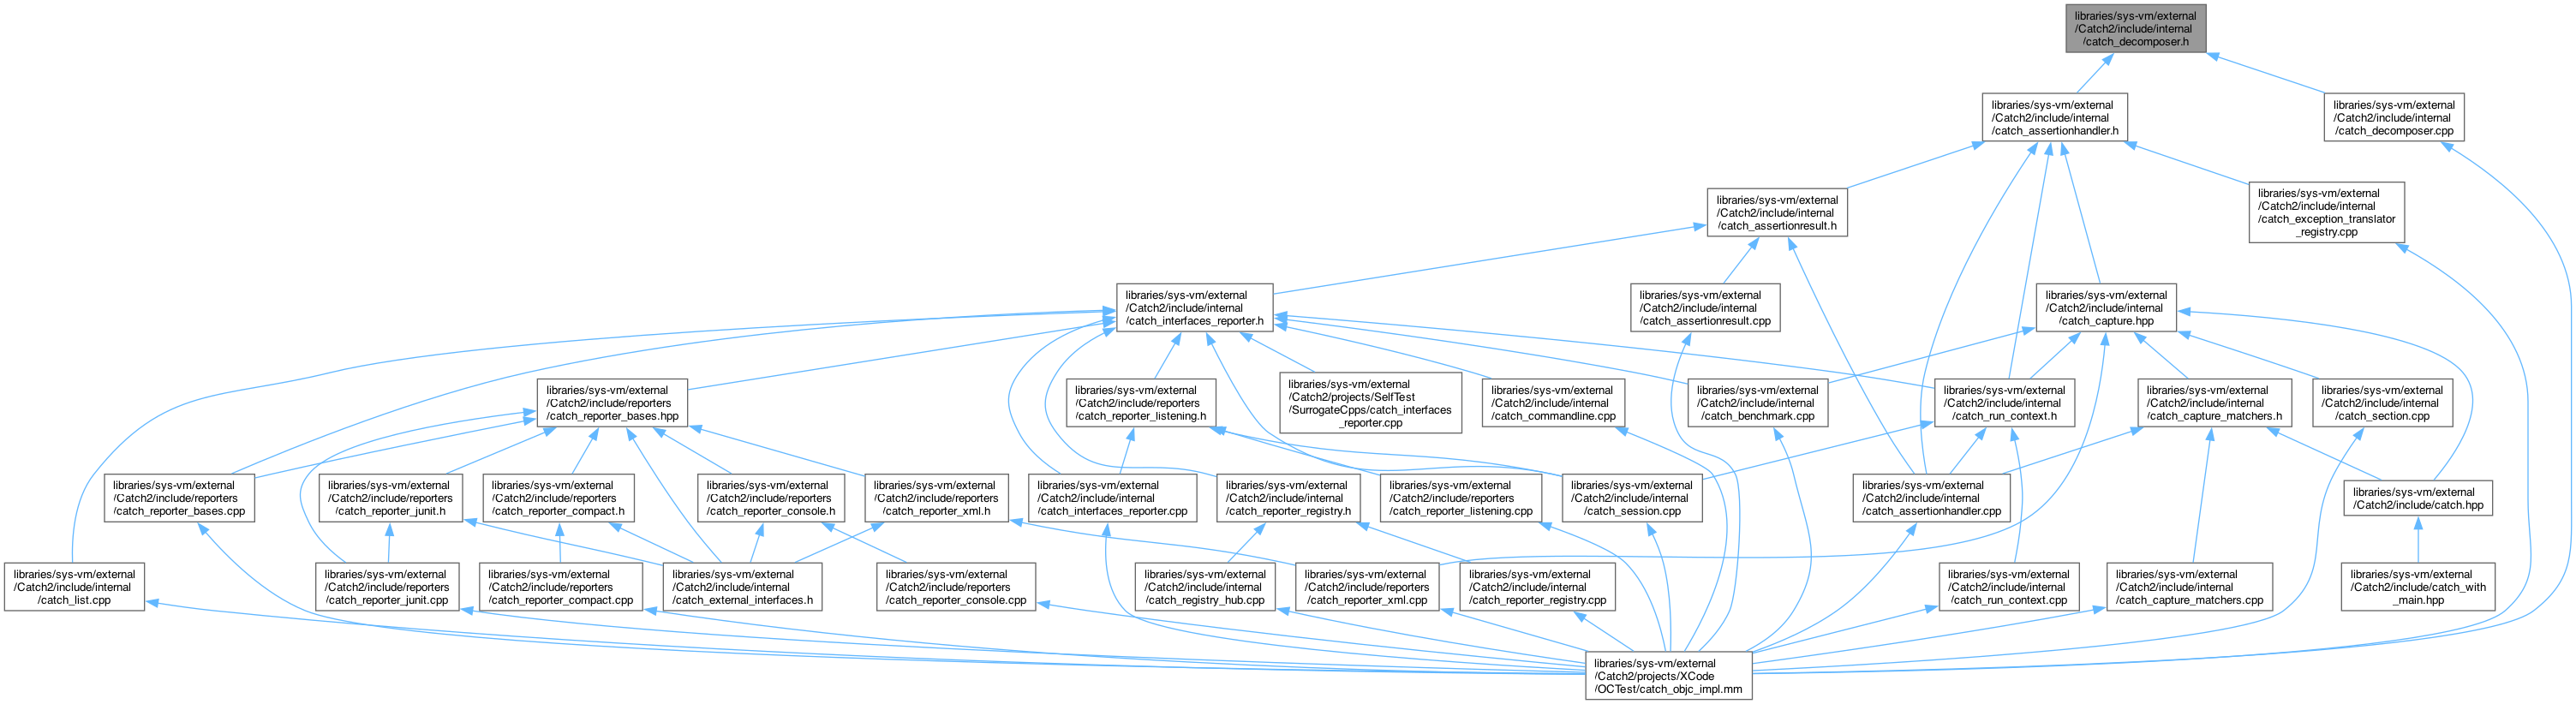 libraries/sys-vm/external
/Catch2/include/internal
/catch_decomposer.h
libraries/sys-vm/external
/Catch2/include/internal
/catch_assertionhandler.h
libraries/sys-vm/external
/Catch2/include/internal
/catch_decomposer.cpp
libraries/sys-vm/external
/Catch2/include/internal
/catch_assertionresult.h
libraries/sys-vm/external
/Catch2/include/internal
/catch_exception_translator
_registry.cpp
libraries/sys-vm/external
/Catch2/include/internal
/catch_interfaces_reporter.h
libraries/sys-vm/external
/Catch2/include/internal
/catch_assertionresult.cpp
libraries/sys-vm/external
/Catch2/include/internal
/catch_capture.hpp
libraries/sys-vm/external
/Catch2/include/reporters
/catch_reporter_bases.hpp
libraries/sys-vm/external
/Catch2/include/reporters
/catch_reporter_listening.h
libraries/sys-vm/external
/Catch2/projects/SelfTest
/SurrogateCpps/catch_interfaces
_reporter.cpp
libraries/sys-vm/external
/Catch2/include/internal
/catch_commandline.cpp
libraries/sys-vm/external
/Catch2/include/internal
/catch_benchmark.cpp
libraries/sys-vm/external
/Catch2/include/internal
/catch_run_context.h
libraries/sys-vm/external
/Catch2/include/internal
/catch_capture_matchers.h
libraries/sys-vm/external
/Catch2/include/internal
/catch_section.cpp
libraries/sys-vm/external
/Catch2/include/reporters
/catch_reporter_bases.cpp
libraries/sys-vm/external
/Catch2/include/reporters
/catch_reporter_junit.h
libraries/sys-vm/external
/Catch2/include/reporters
/catch_reporter_compact.h
libraries/sys-vm/external
/Catch2/include/reporters
/catch_reporter_console.h
libraries/sys-vm/external
/Catch2/include/reporters
/catch_reporter_xml.h
libraries/sys-vm/external
/Catch2/include/internal
/catch_interfaces_reporter.cpp
libraries/sys-vm/external
/Catch2/include/internal
/catch_reporter_registry.h
libraries/sys-vm/external
/Catch2/include/reporters
/catch_reporter_listening.cpp
libraries/sys-vm/external
/Catch2/include/internal
/catch_session.cpp
libraries/sys-vm/external
/Catch2/include/internal
/catch_assertionhandler.cpp
libraries/sys-vm/external
/Catch2/include/catch.hpp
libraries/sys-vm/external
/Catch2/include/internal
/catch_list.cpp
libraries/sys-vm/external
/Catch2/include/reporters
/catch_reporter_junit.cpp
libraries/sys-vm/external
/Catch2/include/reporters
/catch_reporter_compact.cpp
libraries/sys-vm/external
/Catch2/include/internal
/catch_external_interfaces.h
libraries/sys-vm/external
/Catch2/include/reporters
/catch_reporter_console.cpp
libraries/sys-vm/external
/Catch2/include/internal
/catch_registry_hub.cpp
libraries/sys-vm/external
/Catch2/include/reporters
/catch_reporter_xml.cpp
libraries/sys-vm/external
/Catch2/include/internal
/catch_reporter_registry.cpp
libraries/sys-vm/external
/Catch2/include/internal
/catch_run_context.cpp
libraries/sys-vm/external
/Catch2/include/internal
/catch_capture_matchers.cpp
libraries/sys-vm/external
/Catch2/include/catch_with
_main.hpp
libraries/sys-vm/external
/Catch2/projects/XCode
/OCTest/catch_objc_impl.mm